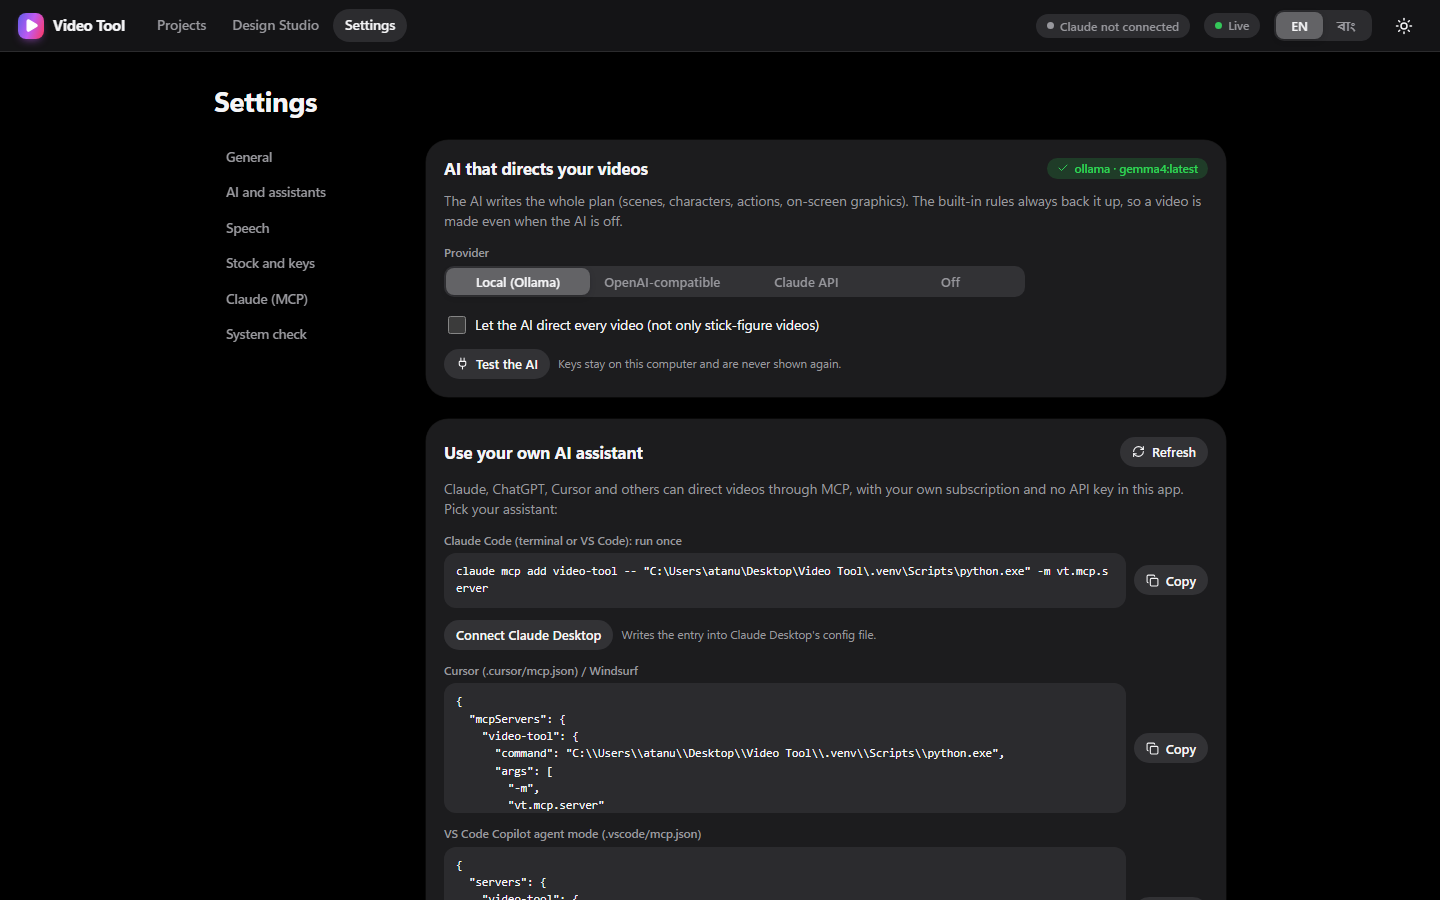 Video Tool
Projects
Design Studio
Settings
Claude not connected
Live
EN
বাং
Settings
General
AI and assistants
Speech
Stock and keys
Claude (MCP)
System check
AI that directs your videos
ollama · gemma4:latest
The AI writes the whole plan (scenes, characters, actions, on-screen graphics). The built-in rules always back it up, so a video is
made even when the AI is off.
Provider
Local (Ollama)
OpenAI-compatible
Claude API
Off
Let the AI direct every video (not only stick-figure videos)
Test the AI
Keys stay on this computer and are never shown again.
Use your own AI assistant
Refresh
Claude, ChatGPT, Cursor and others can direct videos through MCP, with your own subscription and no API key in this app.
Pick your assistant:
Claude Code (terminal or VS Code): run once
claude mcp add video-tool -- "C:\Users\atanu\Desktop\Video Tool\.venv\Scripts\python.exe" -m vt.mcp.s
erver
Copy
Connect Claude Desktop
Writes the entry into Claude Desktop's config file.
Cursor (.cursor/mcp.json) / Windsurf
{
"mcpServers": {
"video-tool": {
"command": "C:\\Users\\atanu\\Desktop\\Video Tool\\.venv\\Scripts\\python.exe",
"args": [
"-m",
"vt.mcp.server"
Copy
VS Code Copilot agent mode (.vscode/mcp.json)
{
"servers": {
"video-tool": {